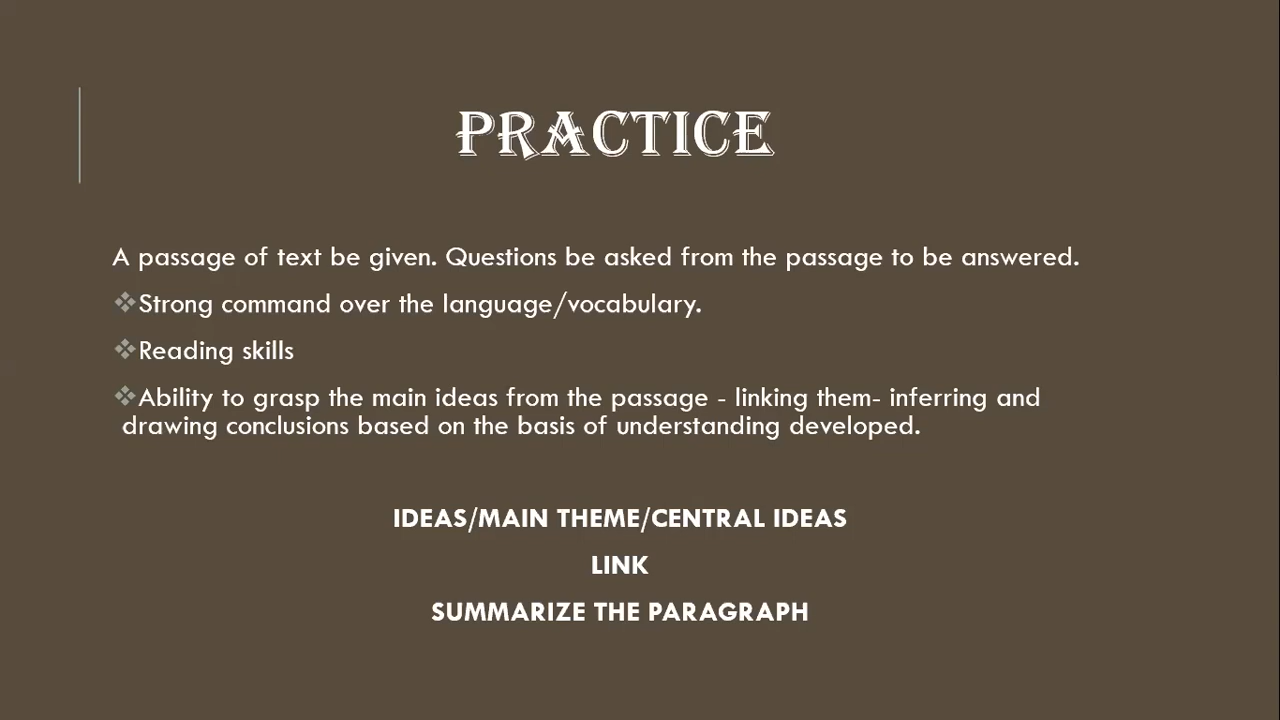 PRACTICE
A passage of text be given. Questions be asked from the passage to be answered.
❖Strong command over the language/vocabulary.
❖Reading skills
❖Ability to grasp the main ideas from the passage - linking them- inferring and
drawing conclusions based on the basis of understanding developed.
IDEAS/MAIN THEME/CENTRAL IDEAS
LINK
SUMMARIZE THE PARAGRAPH